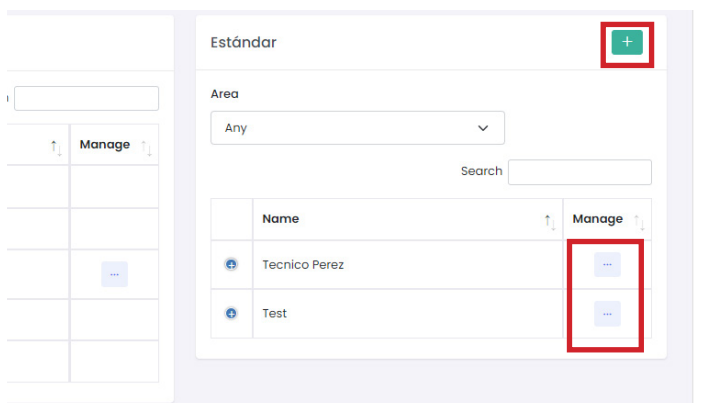 Estándar
+
Area
Any
Search
Manage
Name
Manage
Tecnico Perez
...
...
Test
...